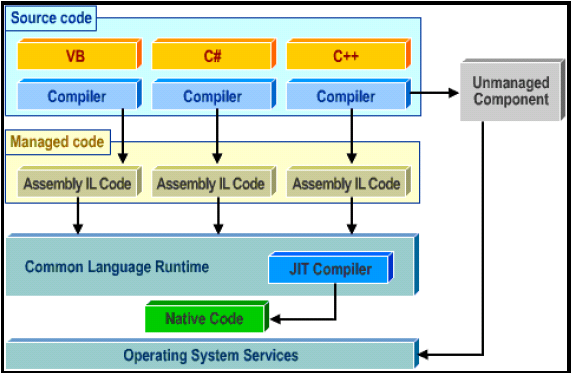 Source code
VB
C#
C++
Compiler
Compiler
Compiler
Unmanaged
Component
Managed code
Assembly IL Code
Assembly IL Code
Assembly IL Code
Common Language Runtime
JIT Compiler
Native Code
Operating System Services